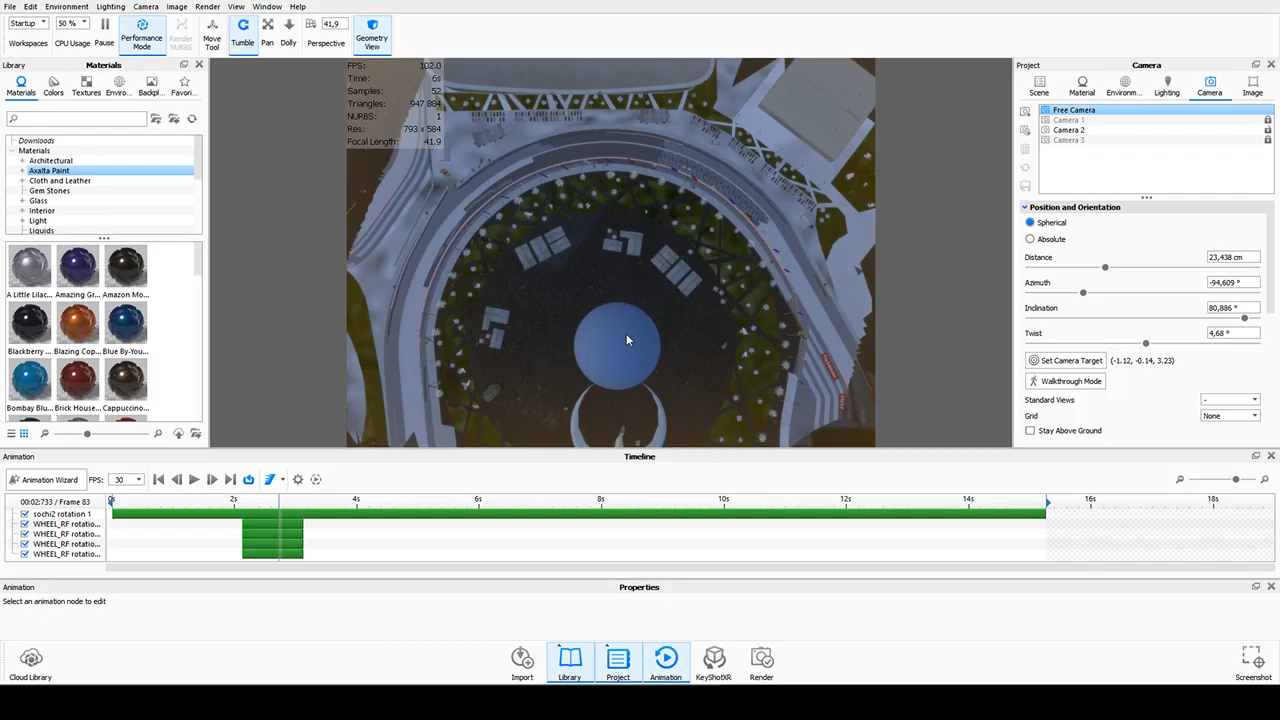 File Edit Environment Lighting Camera Image Render View Window Help
Startup 50 % 41,9
Workspaces CPU Usage Pause Performance Mode Render NURBS Move Tool Tumble Pan Dolly Perspective Geometry View
Library Materials
Materials Colors Textures Enviro... Backpl... Favori...
Downloads
Materials
Architectural
Axalta Paint
Cloth and Leather
Gem Stones
Glass
Interior
Light
Liquids
A Little Lilac... Amazing Gr... Amazon Mo...
Blackberry ... Blazing Cop... Blue By-You...
Bombay Blu... Brick House... Cappuccino...
FPS: 102.0
Time: 6s
Samples: 52
Triangles: 947 884
NURBS: 1
Res: 793 x 584
Focal Length: 41.9
Project Camera
Scene Material Environm... Lighting Camera Image
Free Camera
Camera 1
Camera 2
Camera 3
Position and Orientation
Spherical
Absolute
Distance 23,438 cm
Azimuth -94,609 °
Inclination 80,886 °
Twist 4,68 °
Set Camera Target (-1.12, -0.14, 3.23)
Walkthrough Mode
Standard Views -
Grid None
Stay Above Ground
Animation Timeline
Animation Wizard FPS: 30
00:02:733 / Frame 83 0s 2s 4s 6s 8s 10s 12s 14s 16s 18s
sochi2 rotation 1
WHEEL_RF rotatio...
WHEEL_RF rotatio...
WHEEL_RF rotatio...
WHEEL_RF rotatio...
Animation Properties
Select an animation node to edit
Cloud Library Import Library Project Animation KeyShotXR Render Screenshot